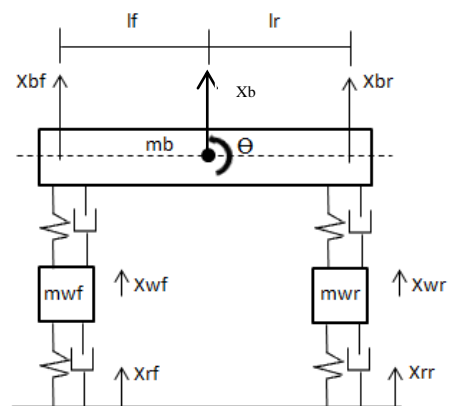 lf lr
Xbf Xb Xbr
mb Θ
mwf Xwf mwr Xwr
Xrf Xrr